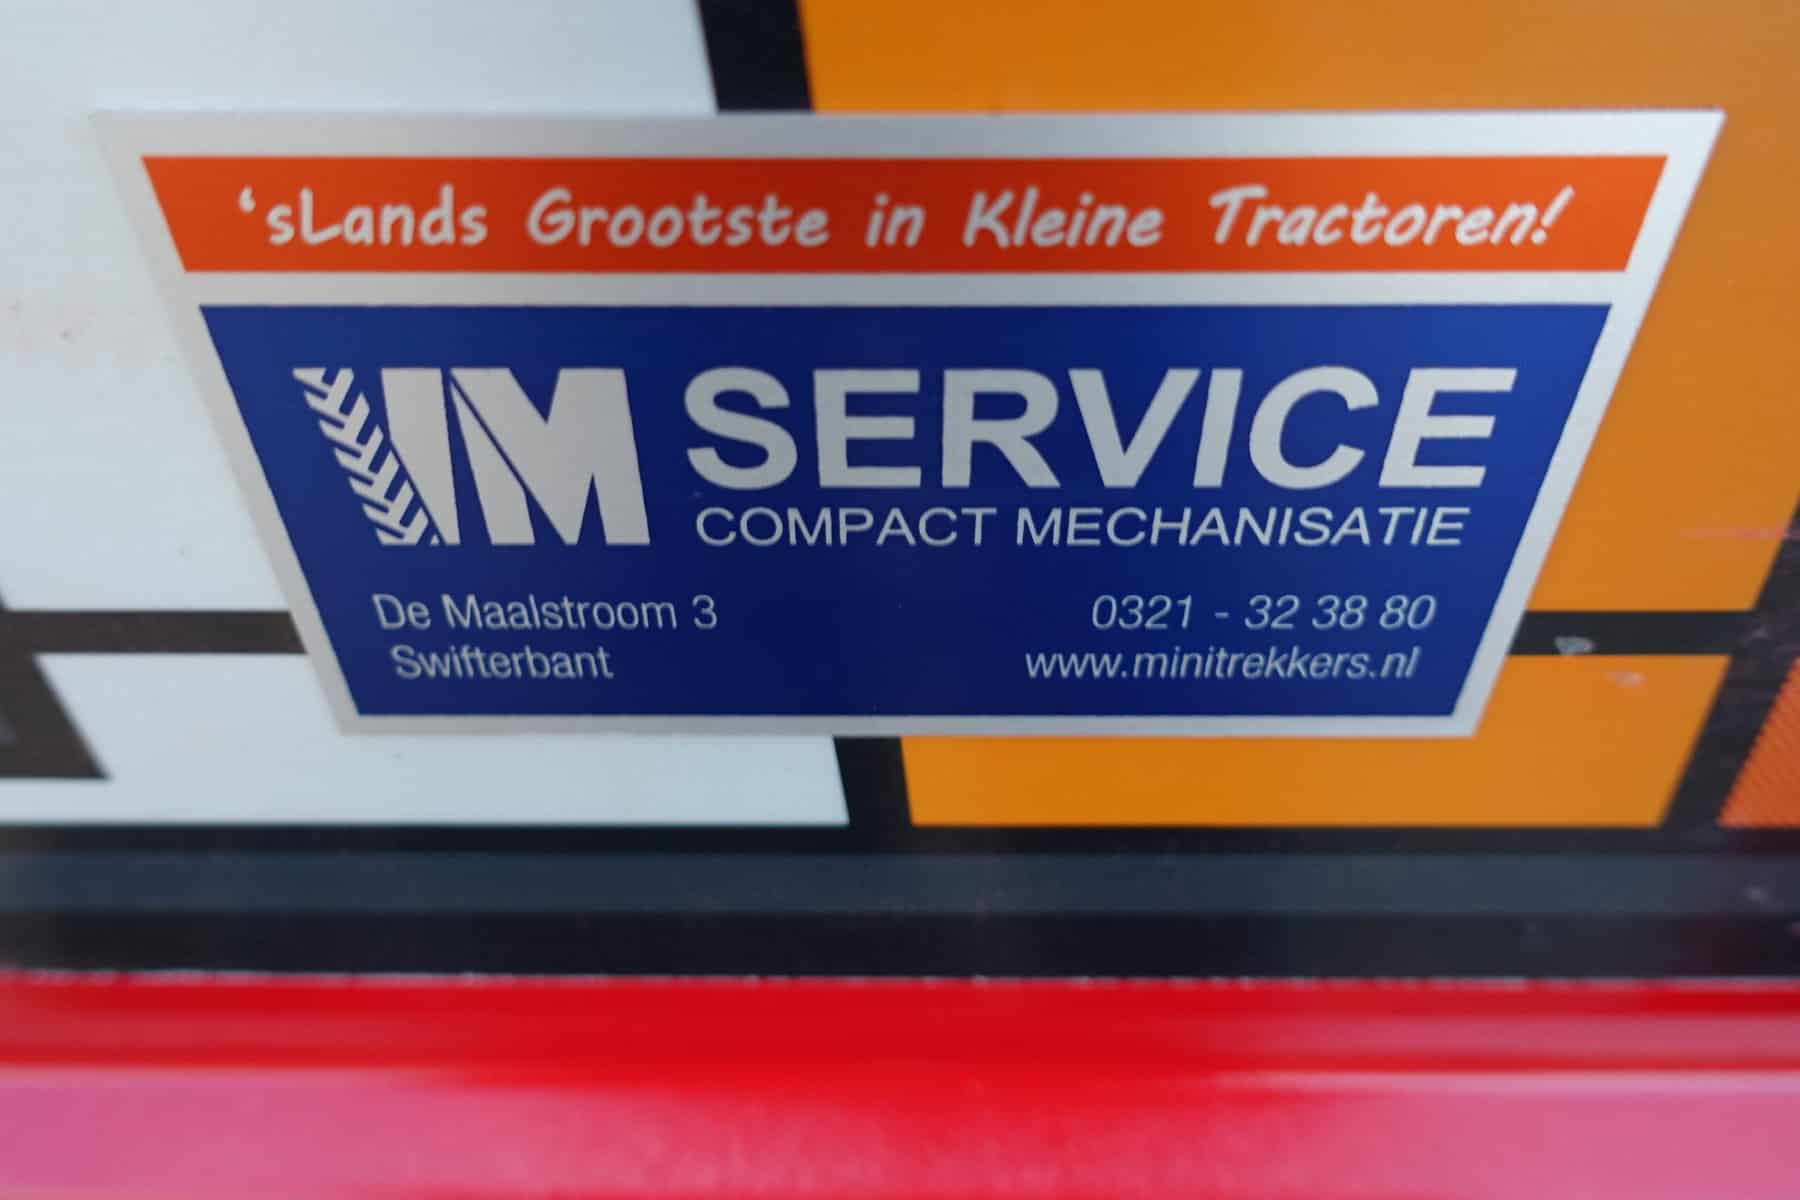 ‘sLands Grootste in Kleine Tractoren!
IM SERVICE
COMPACT MECHANISATIE
De Maalstroom 3
Swifterbant
0321 - 32 38 80
www.minitrekkers.nl